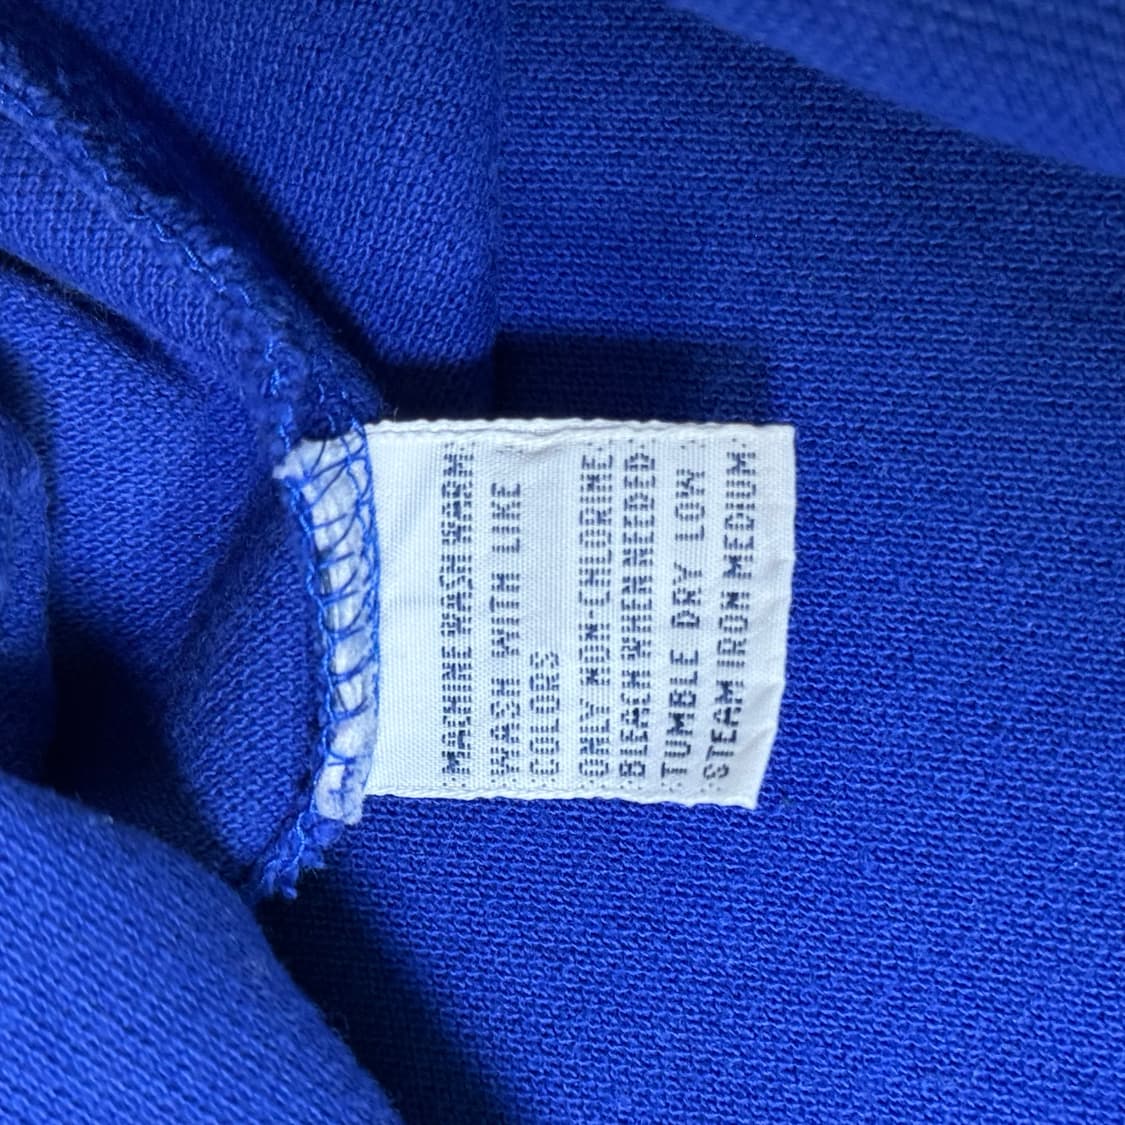 MACHINE WASH WARM
WASH WITH LIKE
COLORS
ONLY NON-CHLORINE
BLEACH WHEN NEEDED
TUMBLE DRY LOW
STEAM IRON MEDIUM